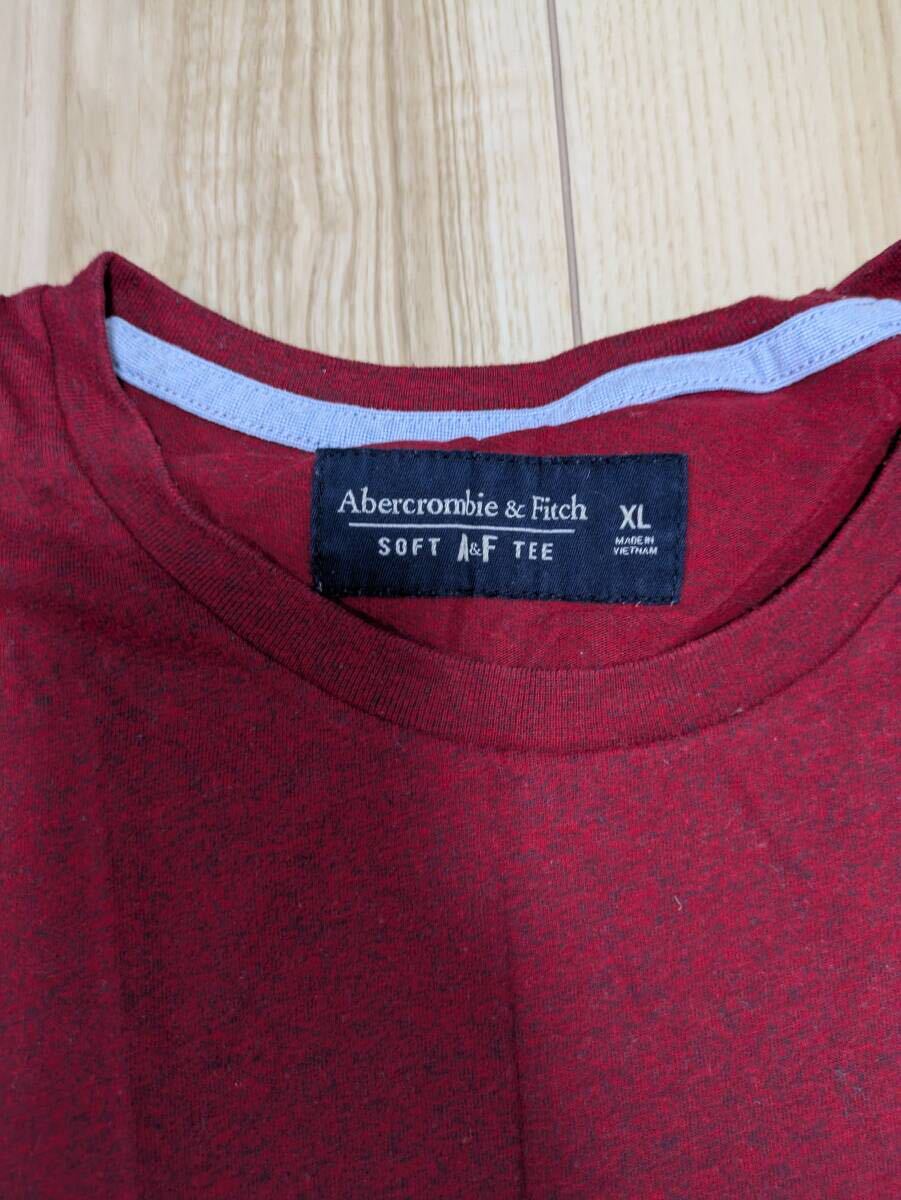 Abercrombie & Fitch
SOFT A&F TEE
XL
MADE IN
VIETNAM